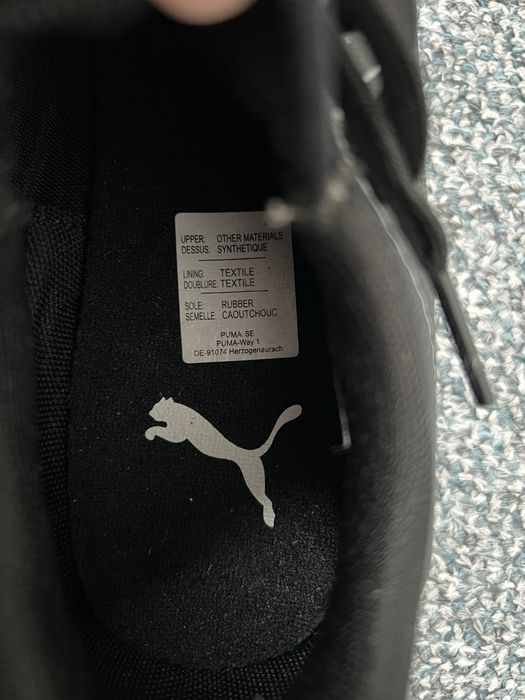 UPPER: OTHER MATERIALS
DESSUS: SYNTHETIQUE
LINING: TEXTILE
DOUBLURE: TEXTILE
SOLE: RUBBER
SEMELLE: CAOUTCHOUC
PUMA SE
PUMA-Way 1
DE-91074 Herzogenaurach